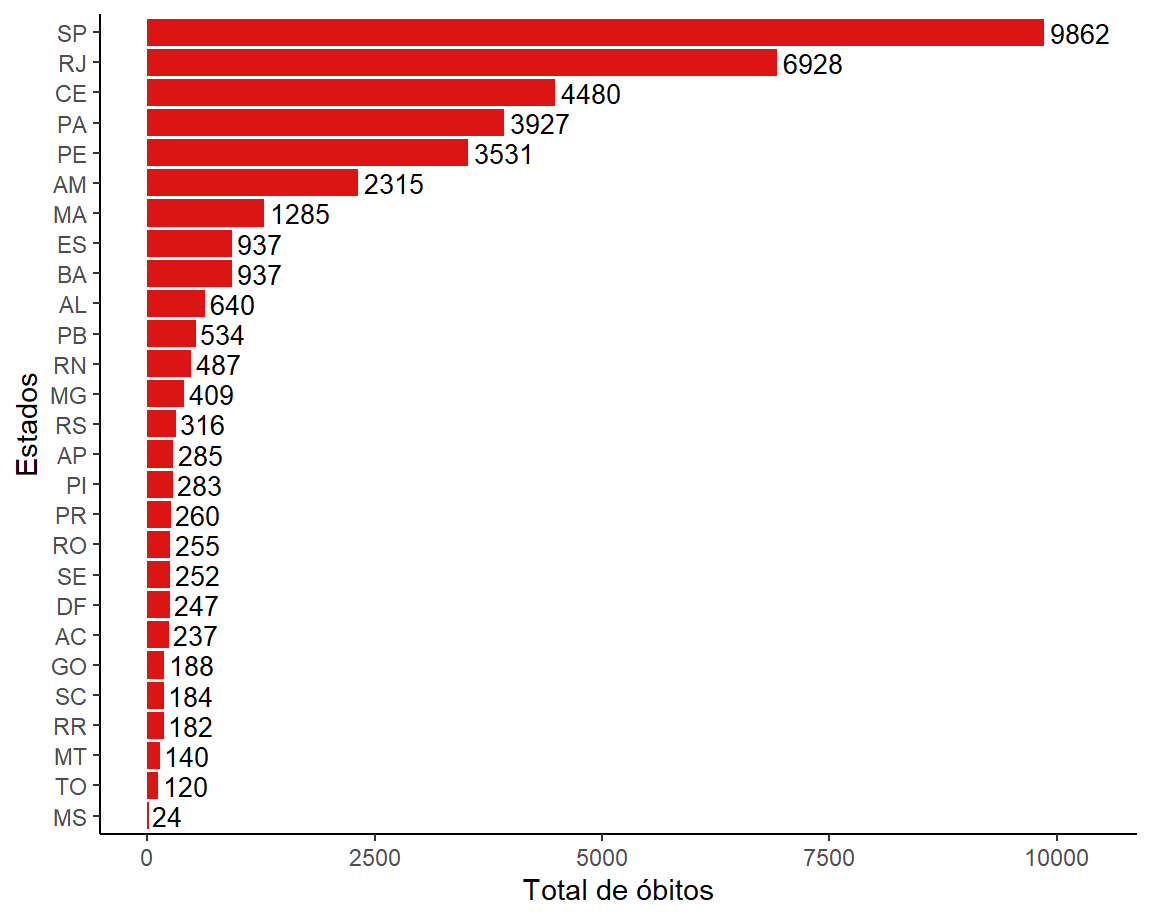 SP 9862
RJ 6928
CE 4480
PA 3927
PE 3531
AM 2315
MA 1285
ES 937
BA 937
AL 640
PB 534
RN 487
MG 409
RS 316
AP 285
PI 283
PR 260
RO 255
SE 252
DF 247
AC 237
GO 188
SC 184
RR 182
MT 140
TO 120
MS 24
Estados
0 2500 5000 7500 10000
Total de óbitos